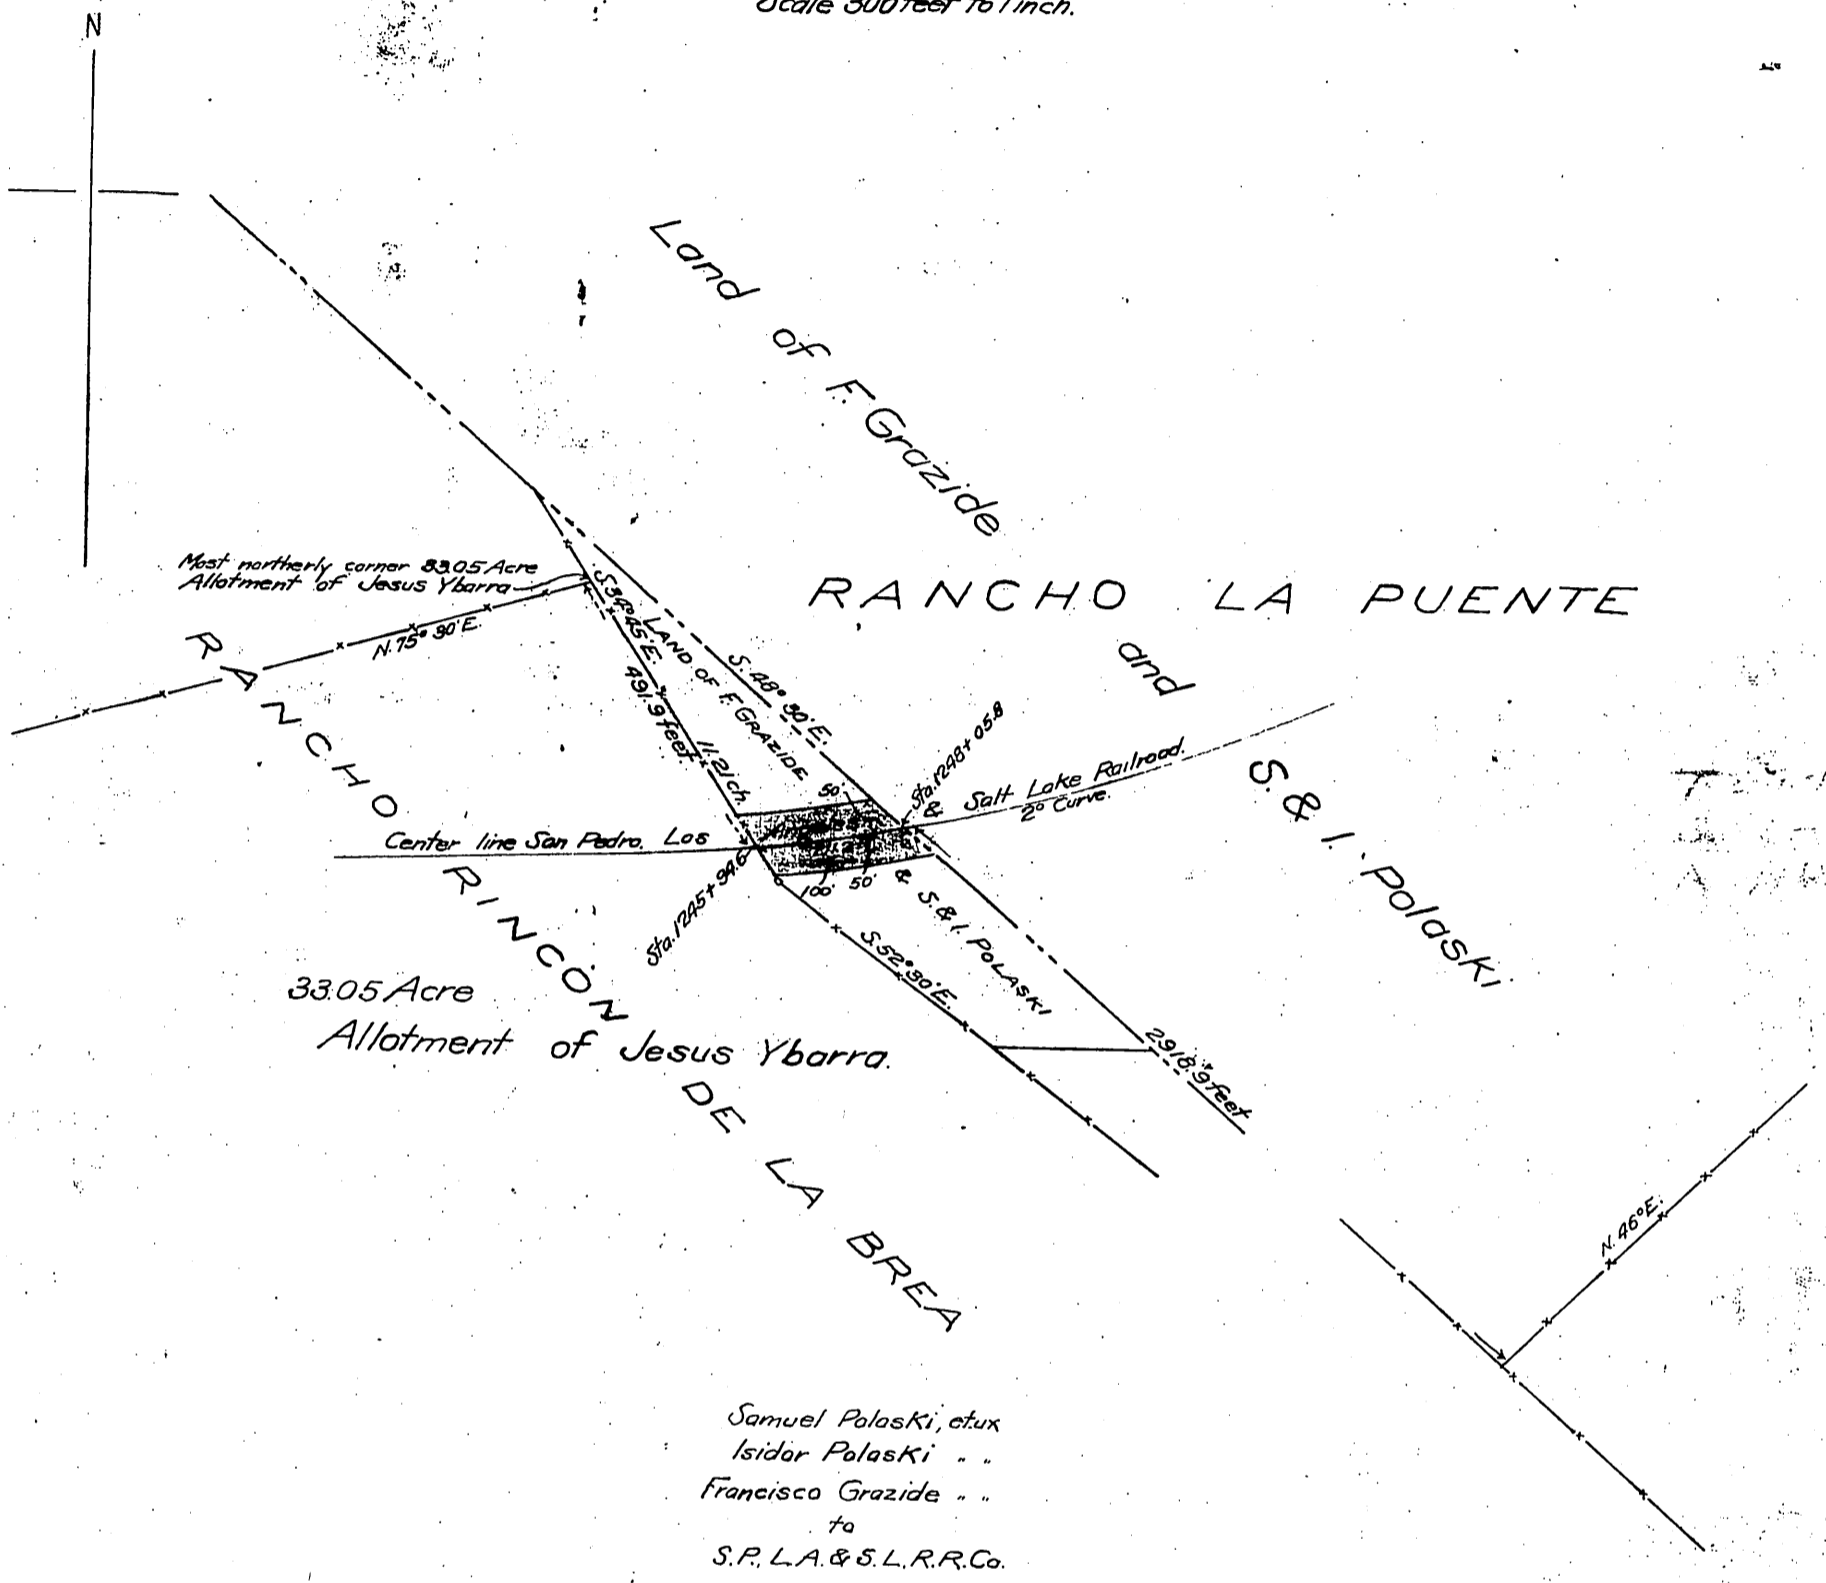 Scale 300 feet to 1 inch.
N
Land of F. Grazide
RANCHO LA PUENTE
and
S. & I. Polaski
Most northerly corner 33.05 Acre
Allotment of Jesus Ybarra
N. 75° 30' E.
S. 34° 45' E.
491.9 feet.
11.21 ch.
LAND OF F. GRAZIDE
S. 48° 30' E.
50'
Sta. 1248+05.8
& Salt Lake Railroad.
2° Curve.
Center line San Pedro, Los
Angeles
Sta. 1245+94.6
100'
50'
& S. & I. POLASKI
S. 52° 30' E.
2918.9 feet
RANCHO RINCON DE LA BREA
33.05 Acre
Allotment of Jesus Ybarra.
N. 46° E.
Samuel Polaski, et ux
Isidor Polaski " "
Francisco Grazide " "
to
S.P., L.A. & S.L.R.R.Co.